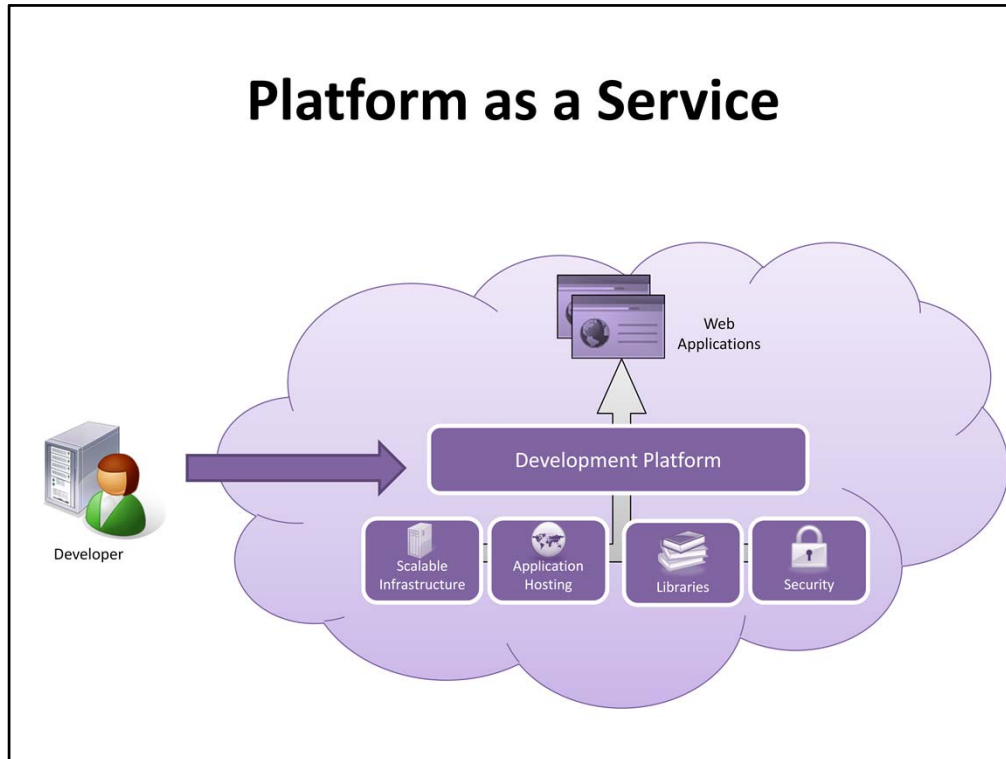 Platform as a Service
Web
Applications
Development Platform
Developer
Scalable
Infrastructure
Application
Hosting
Libraries
Security